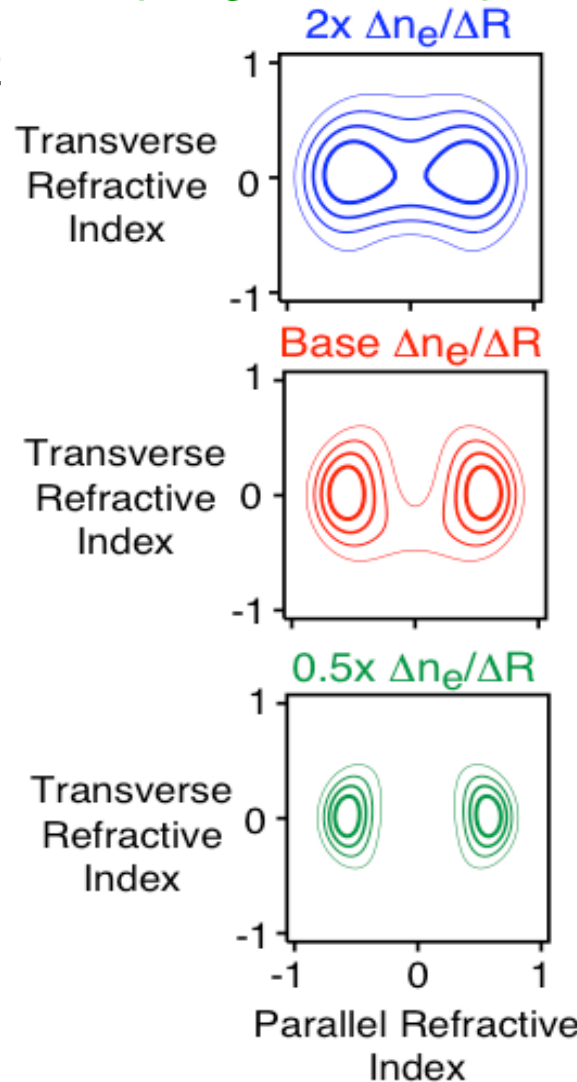 2x Δnₑ/ΔR
1
Transverse
Refractive
Index
0
-1
Base Δnₑ/ΔR
1
Transverse
Refractive
Index
0
-1
0.5x Δnₑ/ΔR
1
Transverse
Refractive
Index
0
-1
-1 0 1
Parallel Refractive
Index